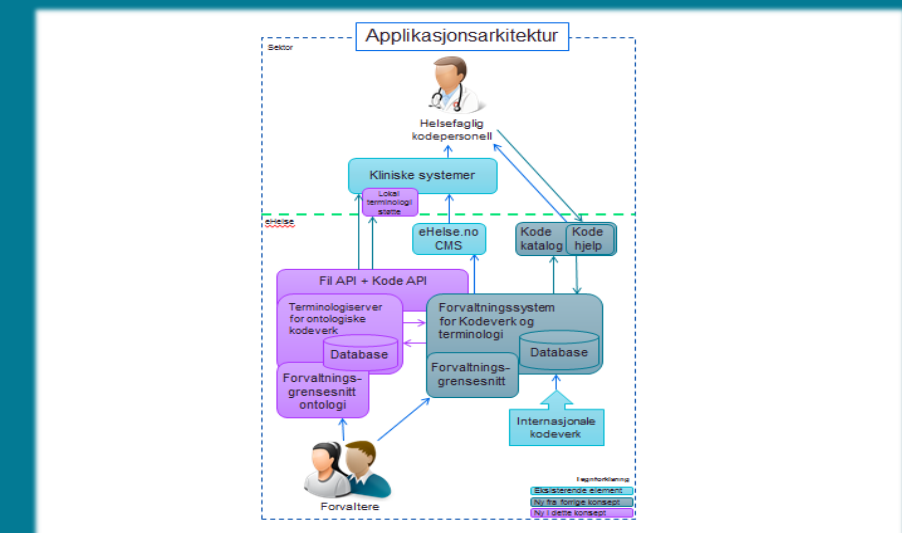 Applikasjonsarkitektur
Sektor
Helsefaglig
kodepersonell
Kliniske systemer
Lokal
terminologi
støtte
eHelse
eHelse.no
CMS
Kode
katalog
Kode
hjelp
Fil API + Kode API
Terminologiserver
for ontologiske
kodeverk
Database
Forvaltnings-
grensesnitt
ontologi
Forvaltningssystem
for Kodeverk og
terminologi
Database
Forvaltnings-
grensesnitt
Internasjonale
kodeverk
Forvaltere
Tegnforklaring
Eksisterende element
Ny fra forrige konsept
Ny i dette konsept